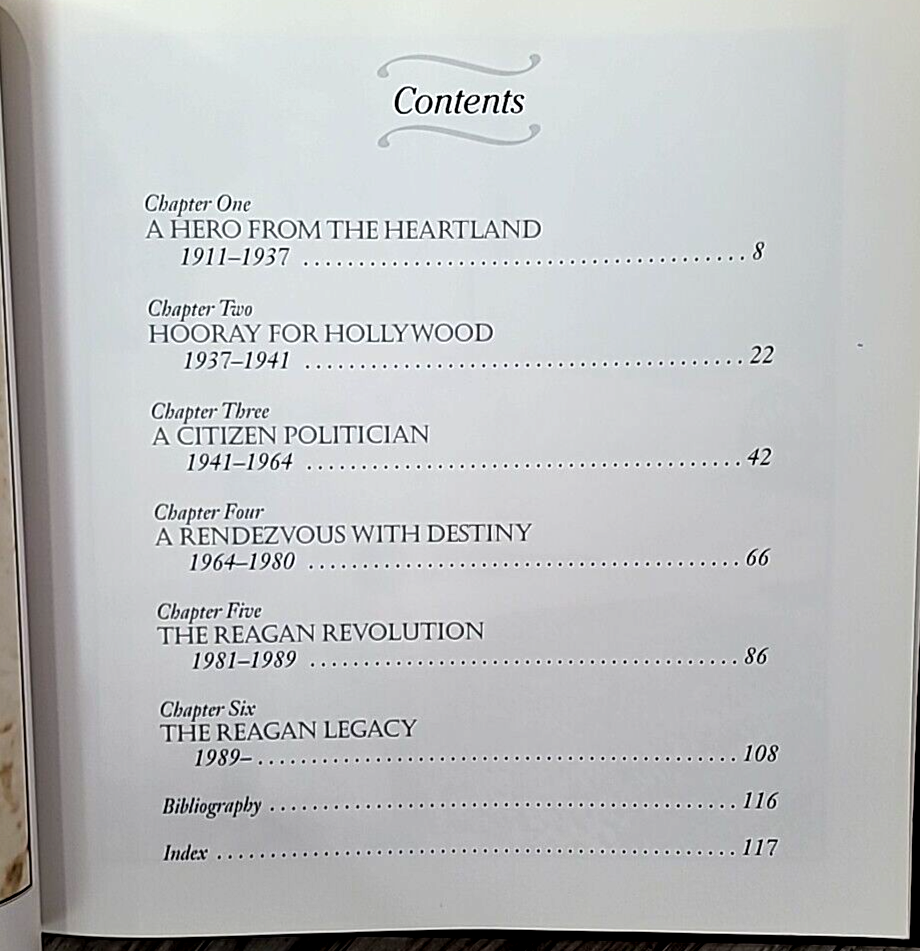 Contents
Chapter One
A HERO FROM THE HEARTLAND
1911–1937 ........................................ 8
Chapter Two
HOORAY FOR HOLLYWOOD
1937–1941 ........................................ 22
Chapter Three
A CITIZEN POLITICIAN
1941–1964 ........................................ 42
Chapter Four
A RENDEZVOUS WITH DESTINY
1964–1980 ........................................ 66
Chapter Five
THE REAGAN REVOLUTION
1981–1989 ........................................ 86
Chapter Six
THE REAGAN LEGACY
1989– ........................................ 108
Bibliography ........................................ 116
Index ........................................ 117